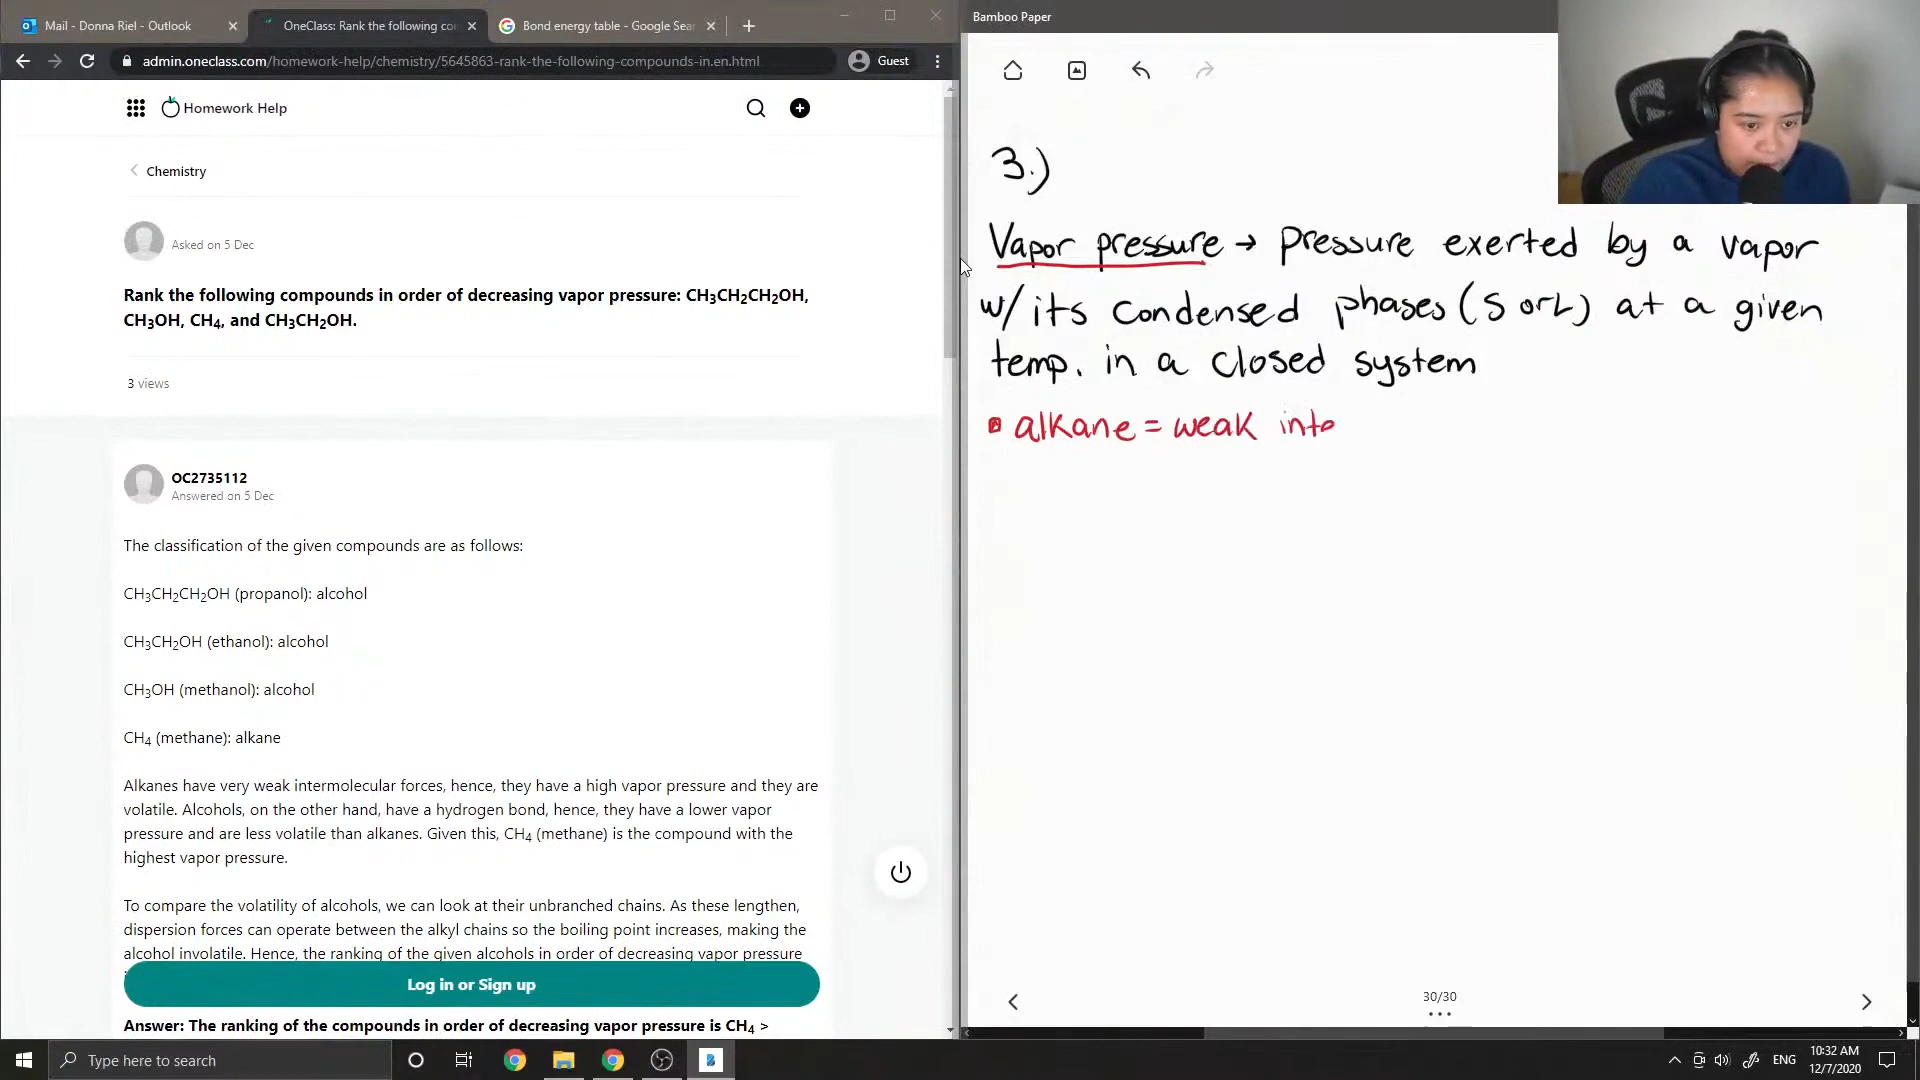 Mail - Donna Riel - Outlook
OneClass: Rank the following co
Bond energy table - Google Sea
Bamboo Paper
admin.oneclass.com/homework-help/chemistry/5645863-rank-the-following-compounds-in.en.html
Guest
Homework Help
Chemistry
Asked on 5 Dec
Rank the following compounds in order of decreasing vapor pressure: CH₃CH₂CH₂OH,
CH₃OH, CH₄, and CH₃CH₂OH.
3 views
OC2735112
Answered on 5 Dec
The classification of the given compounds are as follows:
CH₃CH₂CH₂OH (propanol): alcohol
CH₃CH₂OH (ethanol): alcohol
CH₃OH (methanol): alcohol
CH₄ (methane): alkane
Alkanes have very weak intermolecular forces, hence, they have a high vapor pressure and they are
volatile. Alcohols, on the other hand, have a hydrogen bond, hence, they have a lower vapor
pressure and are less volatile than alkanes. Given this, CH₄ (methane) is the compound with the
highest vapor pressure.
To compare the volatility of alcohols, we can look at their unbranched chains. As these lengthen,
dispersion forces can operate between the alkyl chains so the boiling point increases, making the
alcohol involatile. Hence, the ranking of the given alcohols in order of decreasing vapor pressure
Log in or Sign up
Answer: The ranking of the compounds in order of decreasing vapor pressure is CH₄ >
3.)
Vapor pressure → pressure exerted by a vapor
w/ its condensed phases (S or L) at a given
temp. in a closed system
• alkane = weak inte
30/30
Type here to search
ENG
10:32 AM
12/7/2020